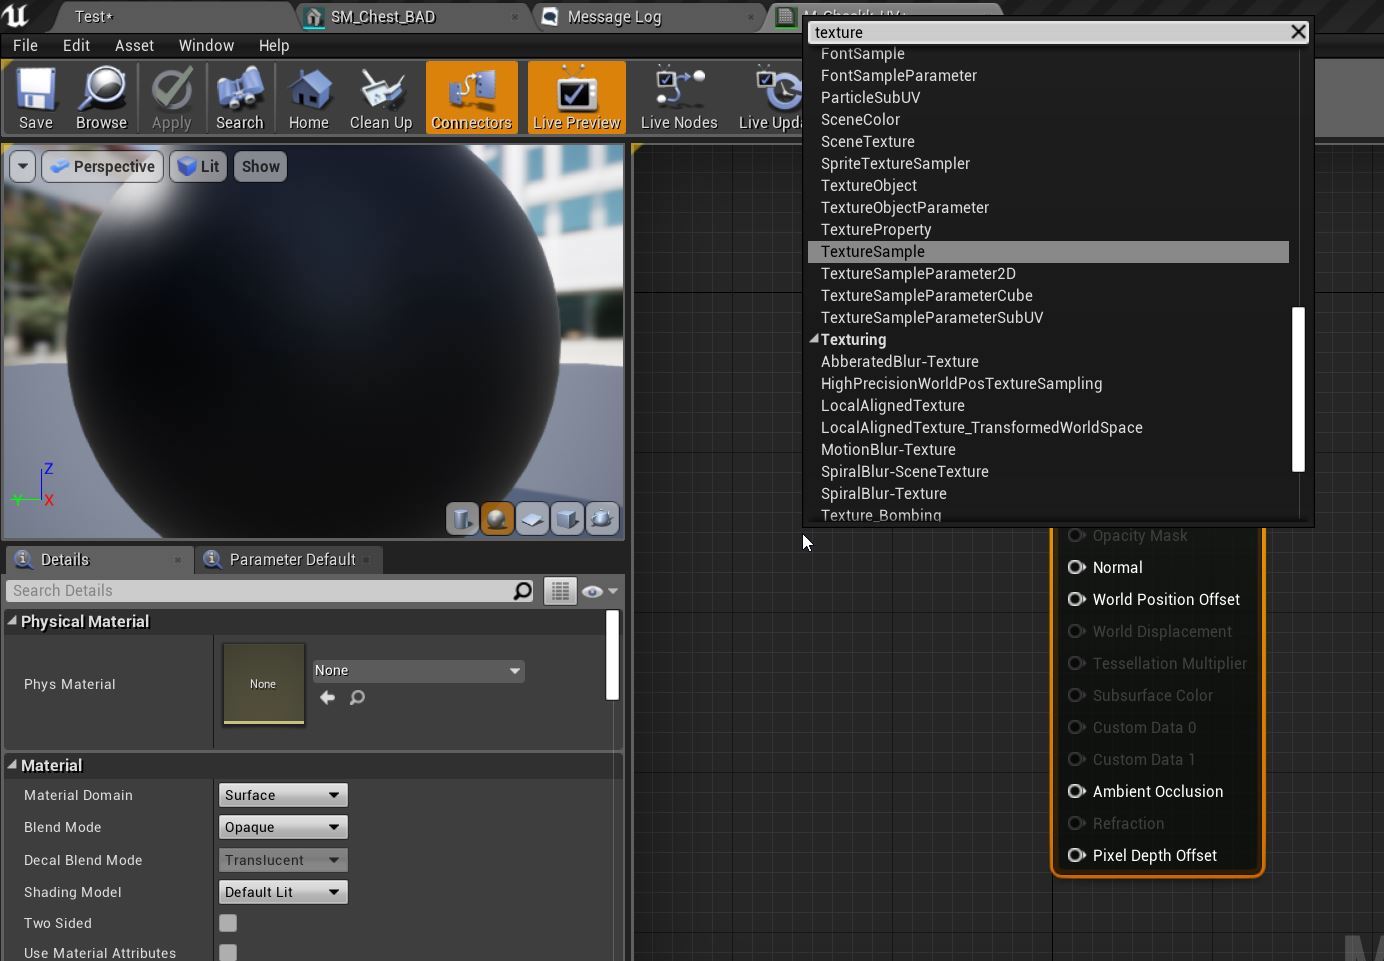 Test*
SM_Chest_BAD
Message Log
File Edit Asset Window Help
Save
Browse
Apply
Search
Home
Clean Up
Connectors
Live Preview
Live Nodes
texture
FontSample
FontSampleParameter
ParticleSubUV
SceneColor
SceneTexture
SpriteTextureSampler
TextureObject
TextureObjectParameter
TextureProperty
TextureSample
TextureSampleParameter2D
TextureSampleParameterCube
TextureSampleParameterSubUV
Texturing
AbberatedBlur-Texture
HighPrecisionWorldPosTextureSampling
LocalAlignedTexture
LocalAlignedTexture_TransformedWorldSpace
MotionBlur-Texture
SpiralBlur-SceneTexture
SpiralBlur-Texture
Texture_Bombing
Perspective
Lit
Show
Z
Y
X
Details
Parameter Default
Search Details
Physical Material
Phys Material
None
None
Material
Material Domain
Surface
Blend Mode
Opaque
Decal Blend Mode
Translucent
Shading Model
Default Lit
Two Sided
Use Material Attributes
Opacity Mask
Normal
World Position Offset
World Displacement
Tessellation Multiplier
Subsurface Color
Custom Data 0
Custom Data 1
Ambient Occlusion
Refraction
Pixel Depth Offset